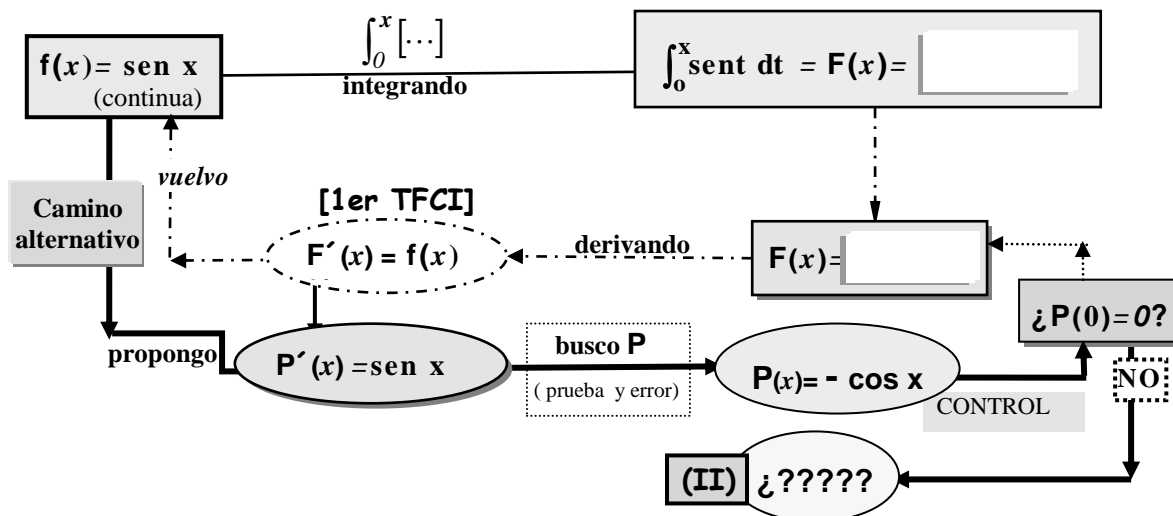 f(x)= sen x
(continua)
∫₀ˣ [...]
integrando
∫ₒˣ sent dt = F(x)=
vuelvo
Camino
alternativo
[1er TFCI]
F´(x) = f(x)
derivando
F(x)=
¿P(0)=0?
propongo
P´(x) =sen x
busco P
( prueba y error)
P(x)= - cos x
NO
CONTROL
(II) ¿?????